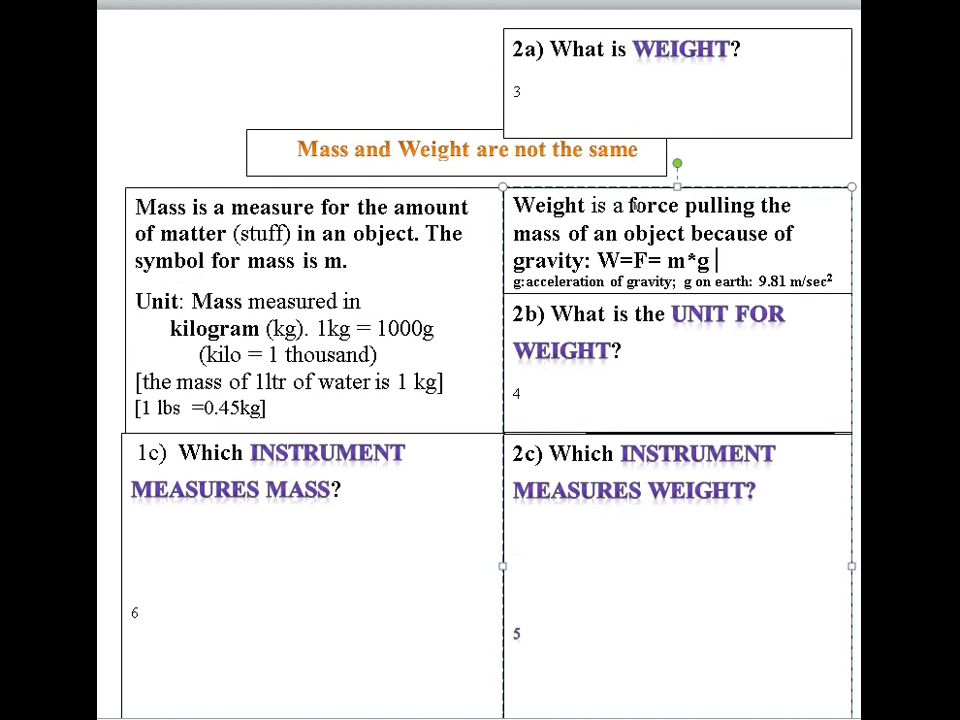 2a) What is WEIGHT?
3
Mass and Weight are not the same
Mass is a measure for the amount
of matter (stuff) in an object. The
symbol for mass is m.
Unit: Mass measured in
kilogram (kg). 1kg = 1000g
(kilo = 1 thousand)
[the mass of 1ltr of water is 1 kg]
[1 lbs =0.45kg]
Weight is a force pulling the
mass of an object because of
gravity: W=F= m*g
g:acceleration of gravity; g on earth: 9.81 m/sec²
2b) What is the UNIT FOR
WEIGHT?
4
1c) Which INSTRUMENT
MEASURES MASS?
6
2c) Which INSTRUMENT
MEASURES WEIGHT?
5